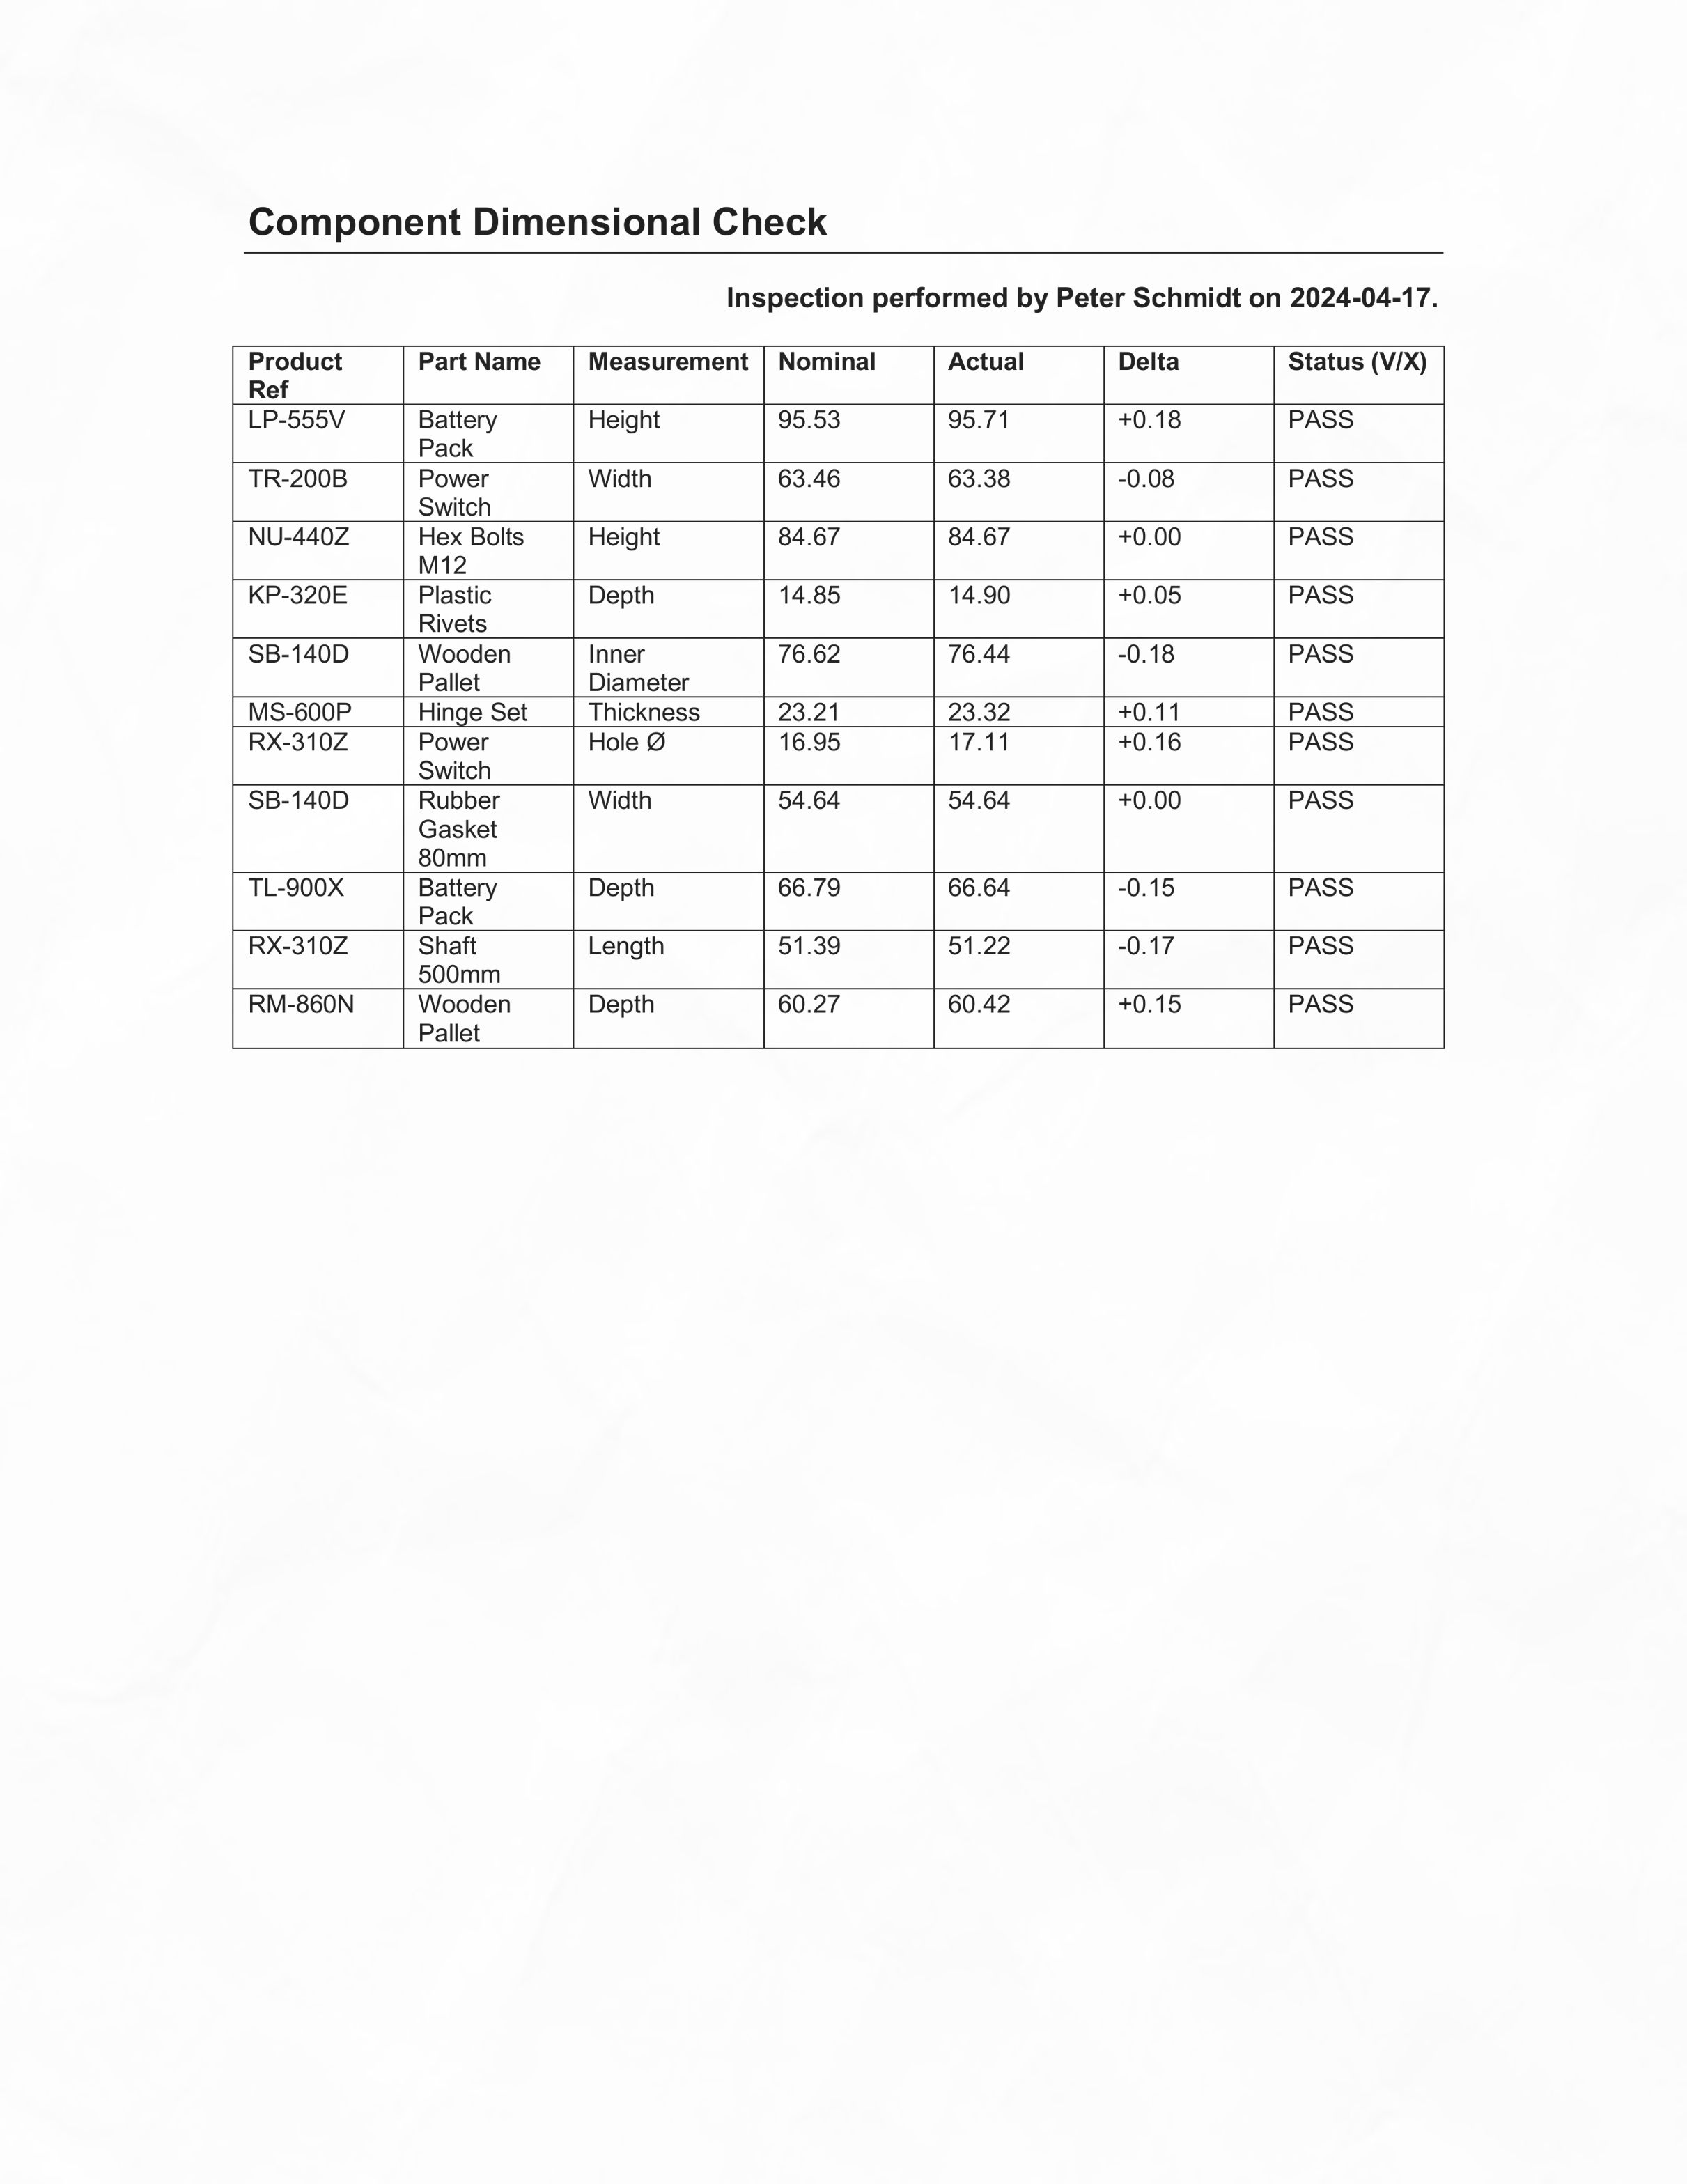 Component Dimensional Check
Inspection performed by Peter Schmidt on 2024-04-17.
Product Ref | Part Name | Measurement | Nominal | Actual | Delta | Status (V/X)
LP-555V | Battery Pack | Height | 95.53 | 95.71 | +0.18 | PASS
TR-200B | Power Switch | Width | 63.46 | 63.38 | -0.08 | PASS
NU-440Z | Hex Bolts M12 | Height | 84.67 | 84.67 | +0.00 | PASS
KP-320E | Plastic Rivets | Depth | 14.85 | 14.90 | +0.05 | PASS
SB-140D | Wooden Pallet | Inner Diameter | 76.62 | 76.44 | -0.18 | PASS
MS-600P | Hinge Set | Thickness | 23.21 | 23.32 | +0.11 | PASS
RX-310Z | Power Switch | Hole Ø | 16.95 | 17.11 | +0.16 | PASS
SB-140D | Rubber Gasket 80mm | Width | 54.64 | 54.64 | +0.00 | PASS
TL-900X | Battery Pack | Depth | 66.79 | 66.64 | -0.15 | PASS
RX-310Z | Shaft 500mm | Length | 51.39 | 51.22 | -0.17 | PASS
RM-860N | Wooden Pallet | Depth | 60.27 | 60.42 | +0.15 | PASS